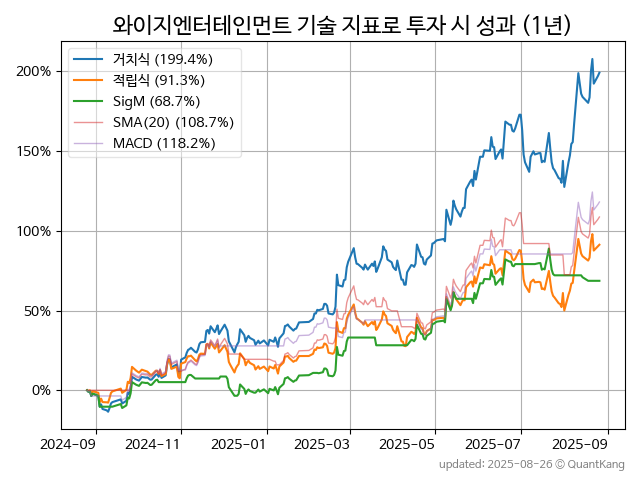 와이지엔터테인먼트 기술 지표로 투자 시 성과 (1년)
거치식 (199.4%)
적립식 (91.3%)
SigM (68.7%)
SMA(20) (108.7%)
MACD (118.2%)
200%
150%
100%
50%
0%
2024-09 2024-11 2025-01 2025-03 2025-05 2025-07 2025-09
updated: 2025-08-26 © QuantKang